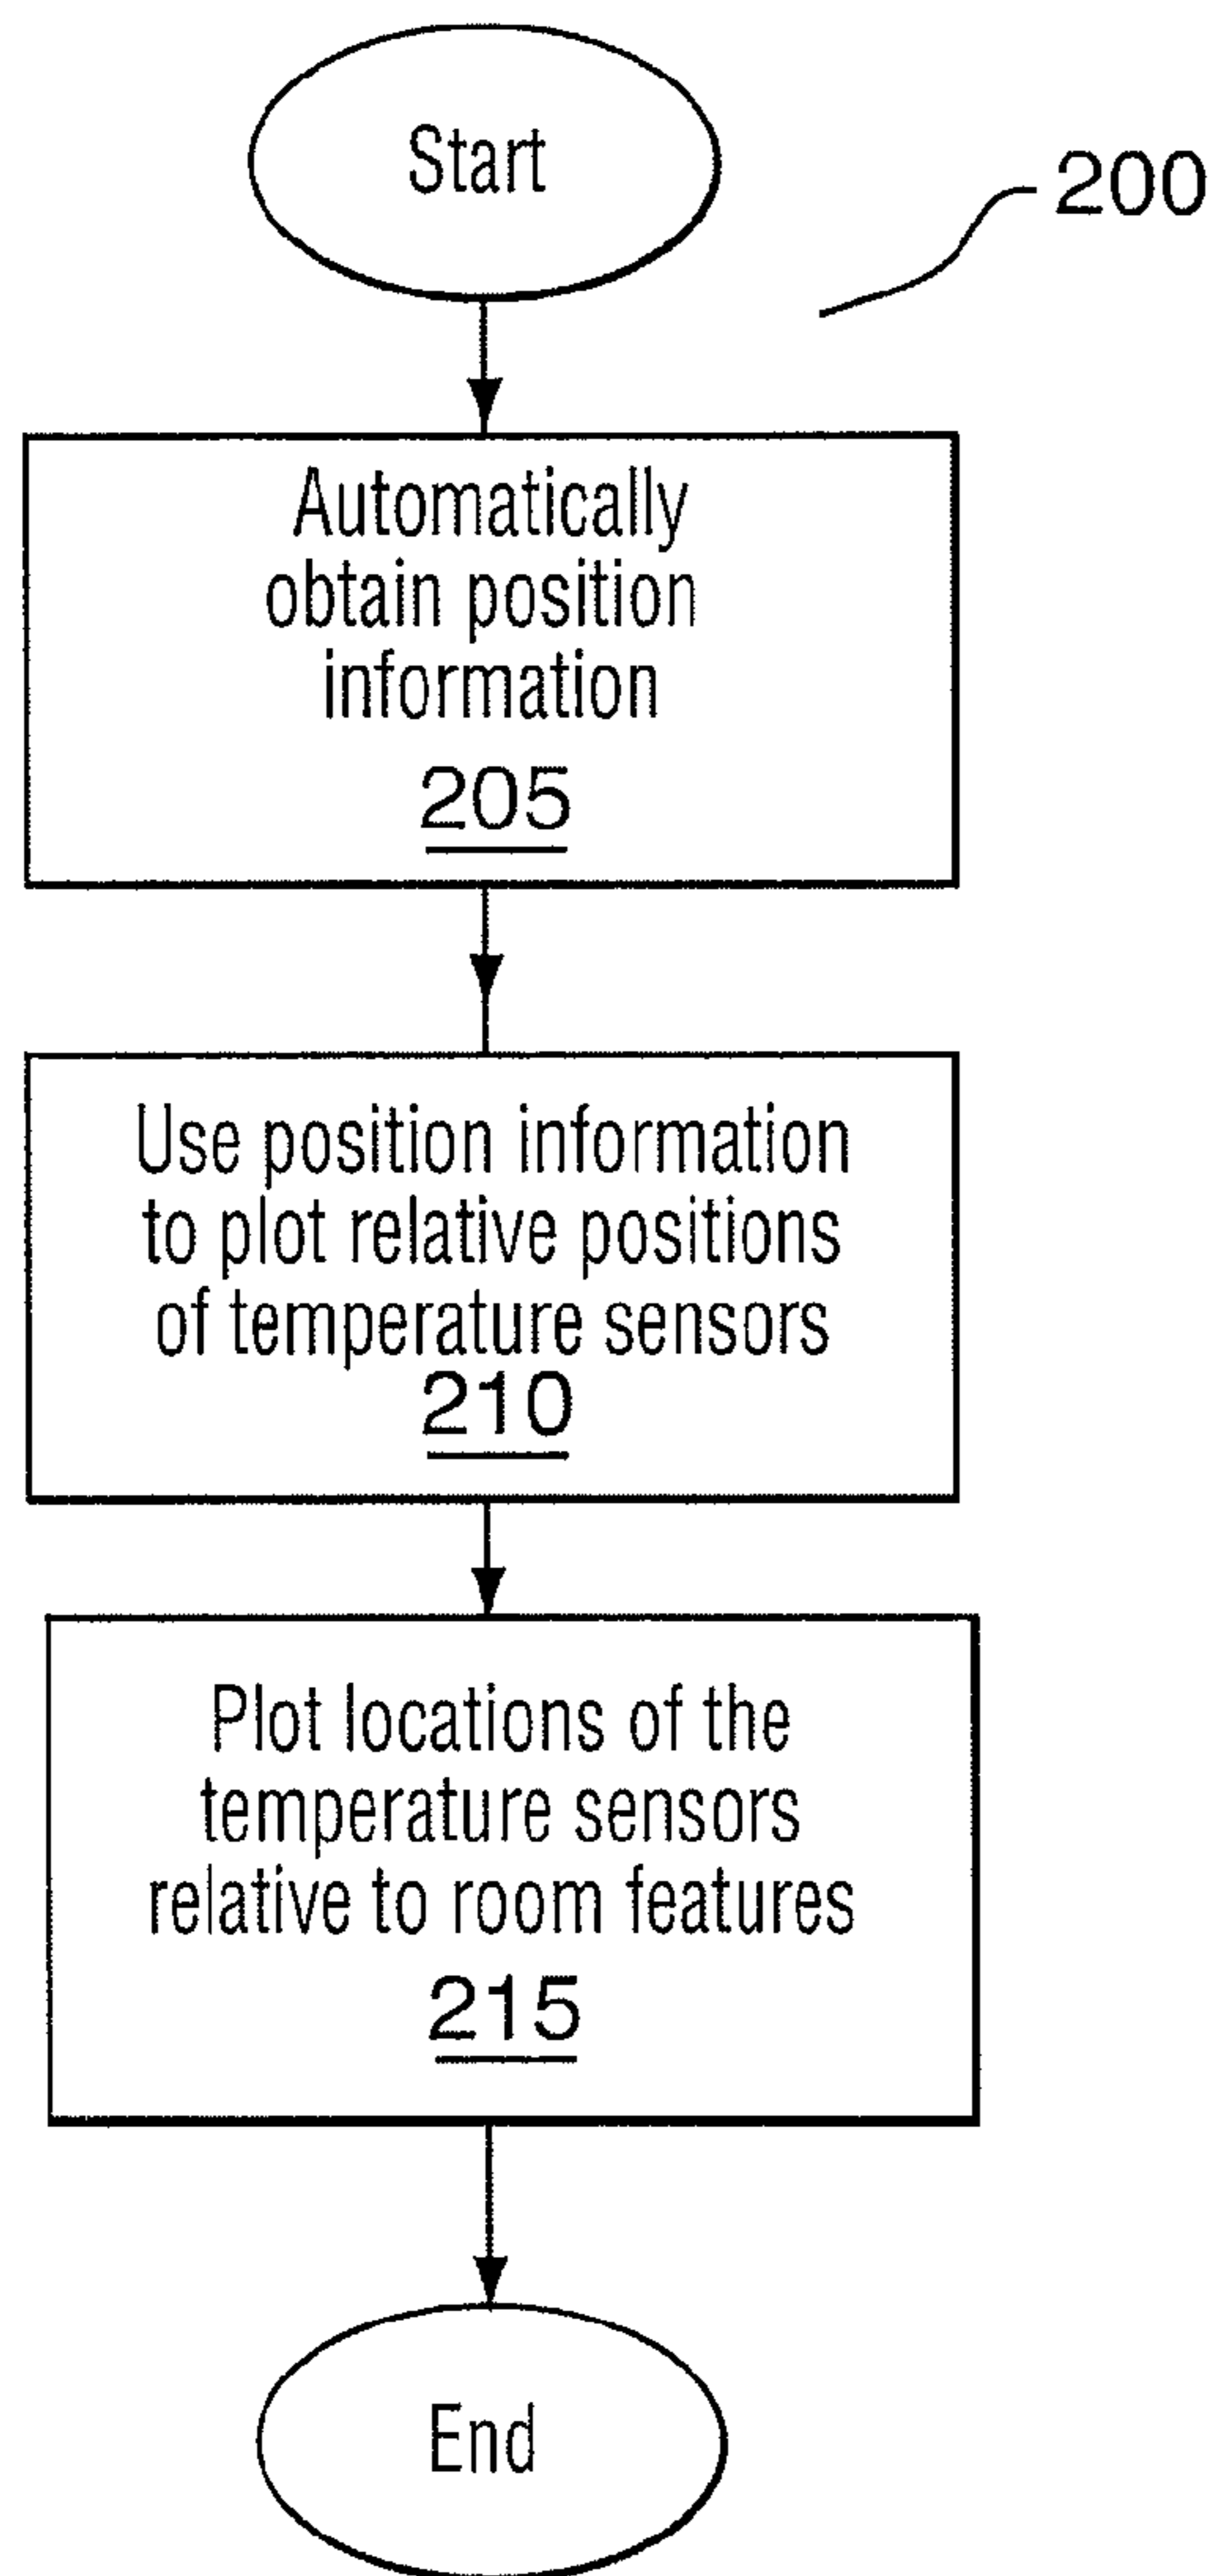 Start
200
Automatically
obtain position
information
205
Use position information
to plot relative positions
of temperature sensors
210
Plot locations of the
temperature sensors
relative to room features
215
End